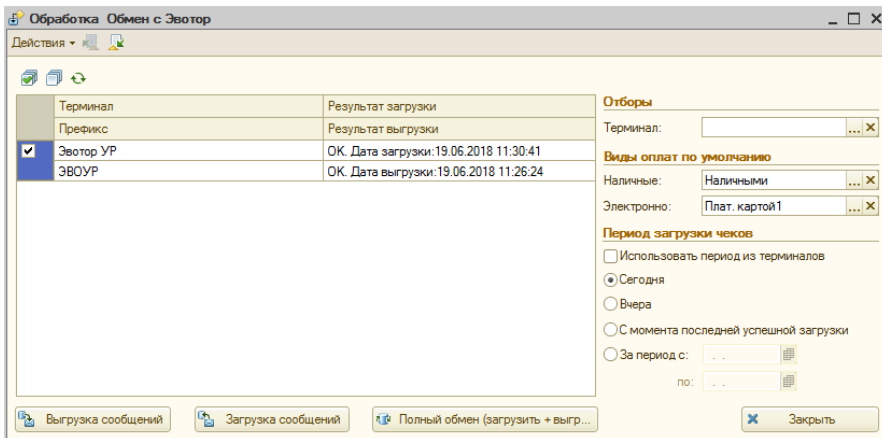 Обработка Обмен с Эвотор
Действия
Терминал
Результат загрузки
Префикс
Результат выгрузки
Эвотор УР
ОК. Дата загрузки:19.06.2018 11:30:41
ЭВОУР
ОК. Дата выгрузки:19.06.2018 11:26:24
Отборы
Терминал:
Виды оплат по умолчанию
Наличные:
Наличными
Электронно:
Плат. картой1
Период загрузки чеков
Использовать период из терминалов
Сегодня
Вчера
С момента последней успешной загрузки
За период с:
по:
Выгрузка сообщений
Загрузка сообщений
Полный обмен (загрузить + выгр...
Закрыть